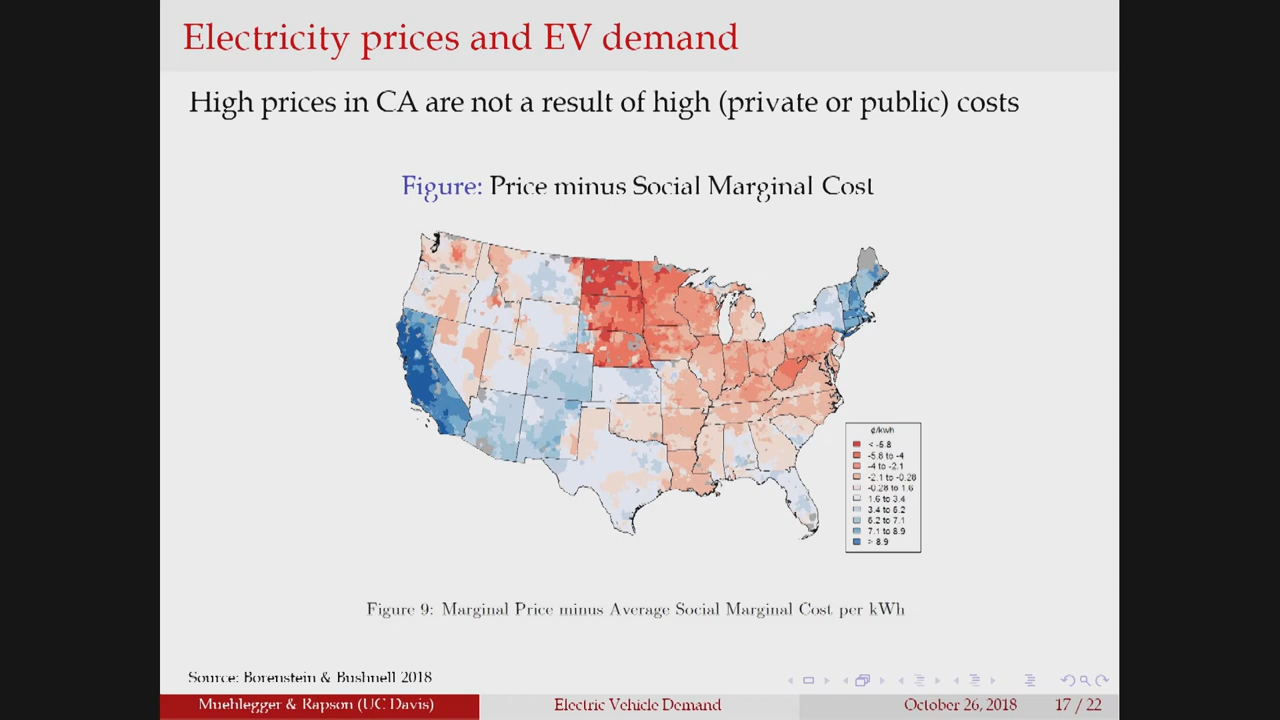 Electricity prices and EV demand
High prices in CA are not a result of high (private or public) costs
Figure: Price minus Social Marginal Cost
¢/kwh
< -5.8
-5.8 to -4
-4 to -2.1
-2.1 to -0.28
-0.28 to 1.6
1.6 to 3.4
3.4 to 5.2
5.2 to 7.1
7.1 to 8.9
> 8.9
Figure 9: Marginal Price minus Average Social Marginal Cost per kWh
Source: Borenstein & Bushnell 2018
Muehlegger & Rapson (UC Davis)
Electric Vehicle Demand
October 26, 2018
17 / 22